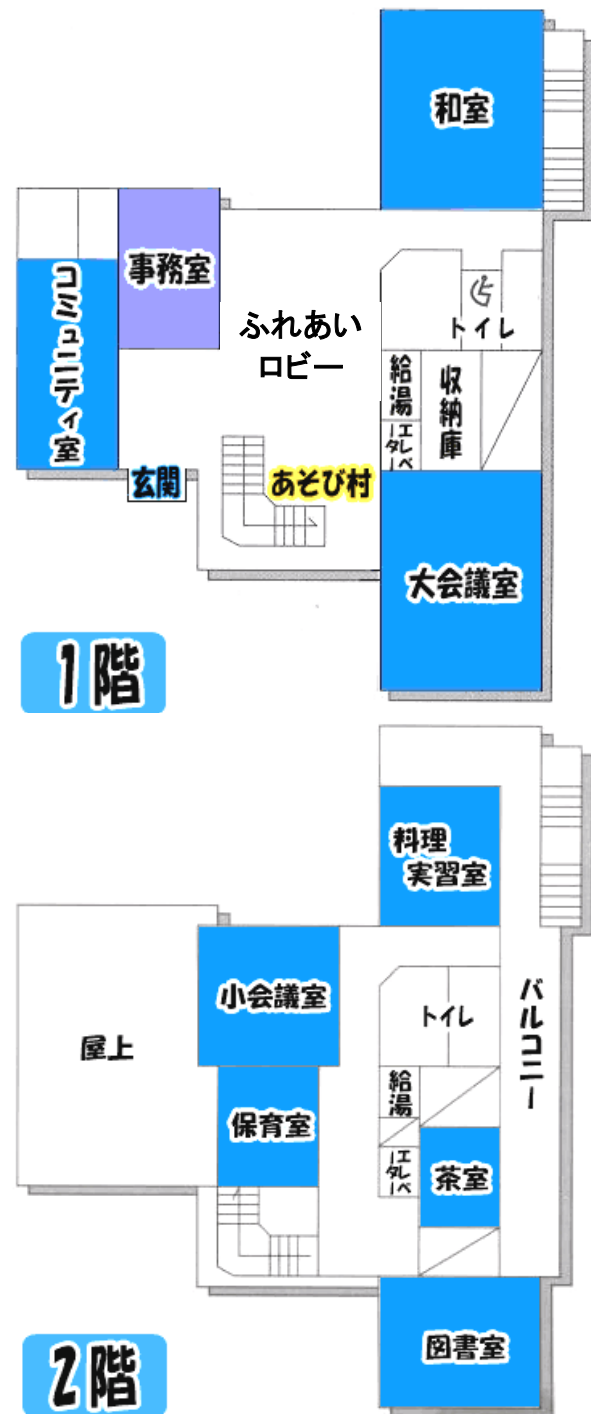 和室
事務室
コミュニティ室
ふれあい
ロビー
トイレ
給湯
収納庫
エレベーター
玄関
あそび村
大会議室
1階
料理
実習室
小会議室
トイレ
バルコニー
屋上
給湯
保育室
エレベーター
茶室
図書室
2階